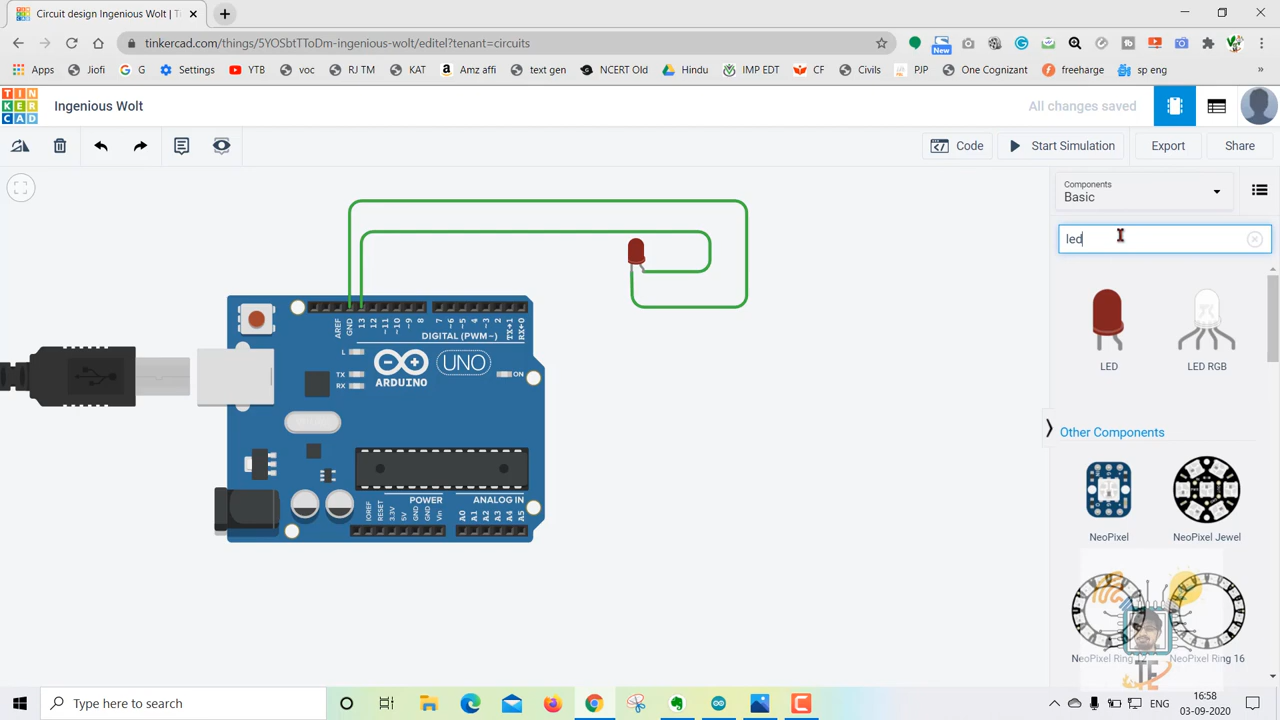 Circuit design Ingenious Wolt | Ti
tinkercad.com/things/5YOSbtTToDm-ingenious-wolt/editel?tenant=circuits
New
Apps Jiofi G Settings YTB voc BJ TM KAT Amz affi text gen NCERT Old Hindu IMP EDT CF Civils PJP One Cognizant freeharge sp eng »
TIN
KER
CAD
Ingenious Wolt
All changes saved
Code
Start Simulation
Export
Share
Components
Basic
led
LED
LED RGB
Other Components
NeoPixel
NeoPixel Jewel
NeoPixel Ring 12
NeoPixel Ring 16
TE
AREF
GND
13
12
~11
~10
~9
8
7
~6
~5
4
~3
2
TX→1
RX←0
DIGITAL (PWM~)
L
TX
RX
ARDUINO
UNO
ON
POWER
ANALOG IN
IOREF
RESET
3.3V
5V
GND
GND
Vin
A0
A1
A2
A3
A4
A5
Type here to search
ENG
16:58
03-09-2020